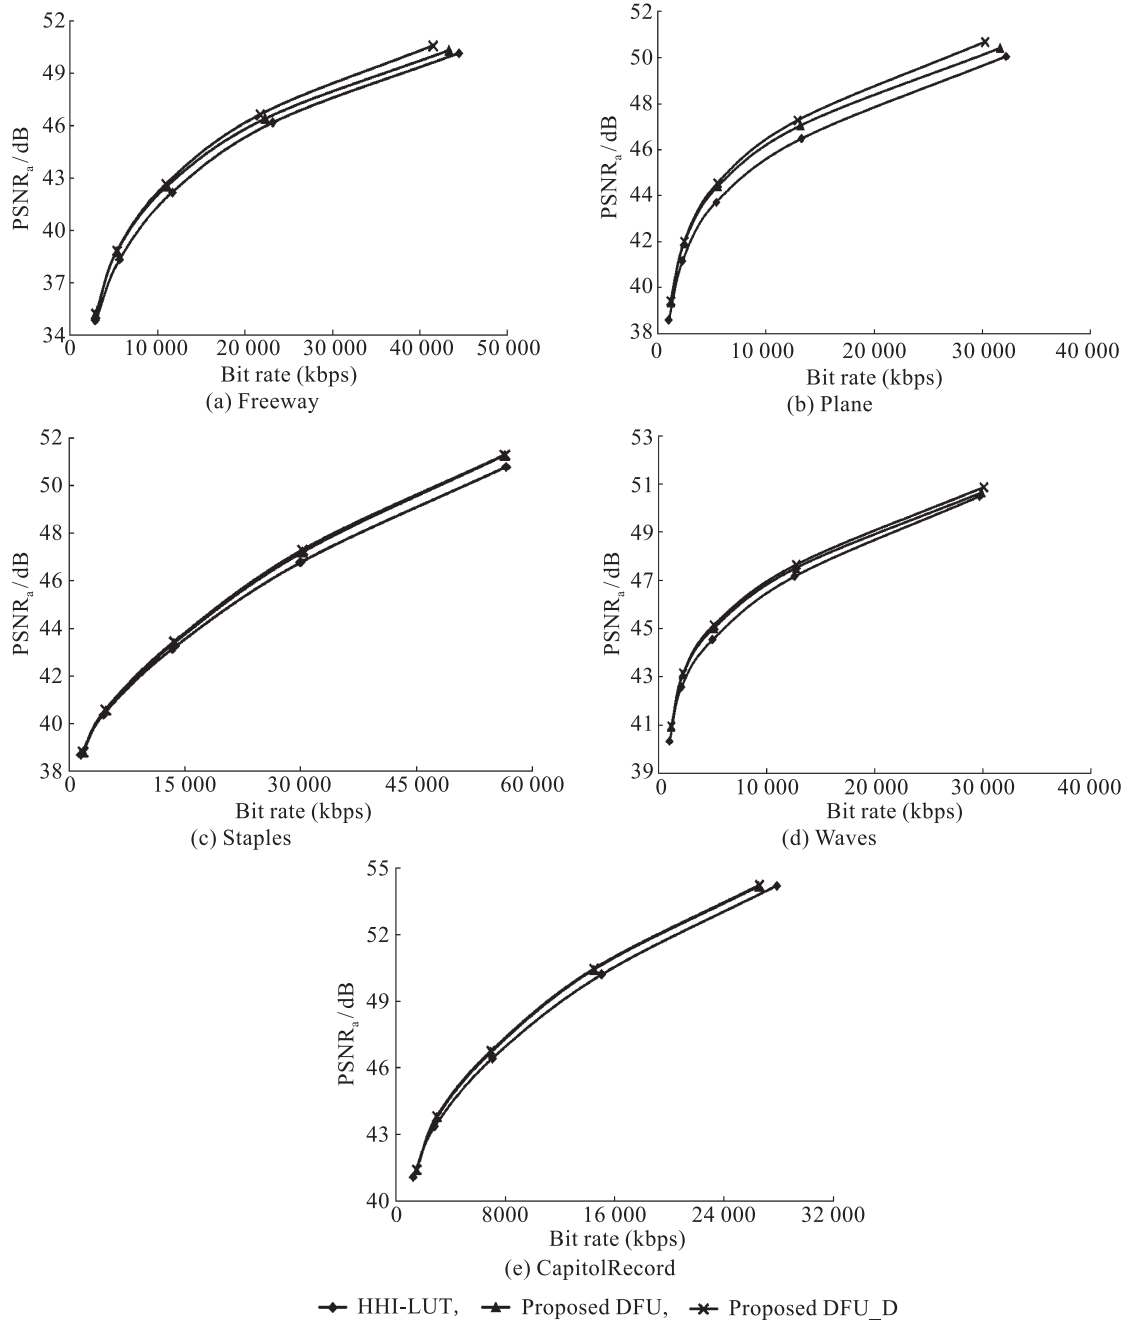 52
49
46
43
40
37
34
PSNRa/dB
0 10 000 20 000 30 000 40 000 50 000
Bit rate (kbps)
(a) Freeway
52
50
48
46
44
42
40
38
PSNRa/dB
0 10 000 20 000 30 000 40 000
Bit rate (kbps)
(b) Plane
52
50
48
46
44
42
40
38
PSNRa/dB
0 15 000 30 000 45 000 60 000
Bit rate (kbps)
(c) Staples
53
51
49
47
45
43
41
39
PSNRa/dB
0 10 000 20 000 30 000 40 000
Bit rate (kbps)
(d) Waves
55
52
49
46
43
40
PSNRa/dB
0 8000 16 000 24 000 32 000
Bit rate (kbps)
(e) CapitolRecord
HHI-LUT, Proposed DFU, Proposed DFU_D